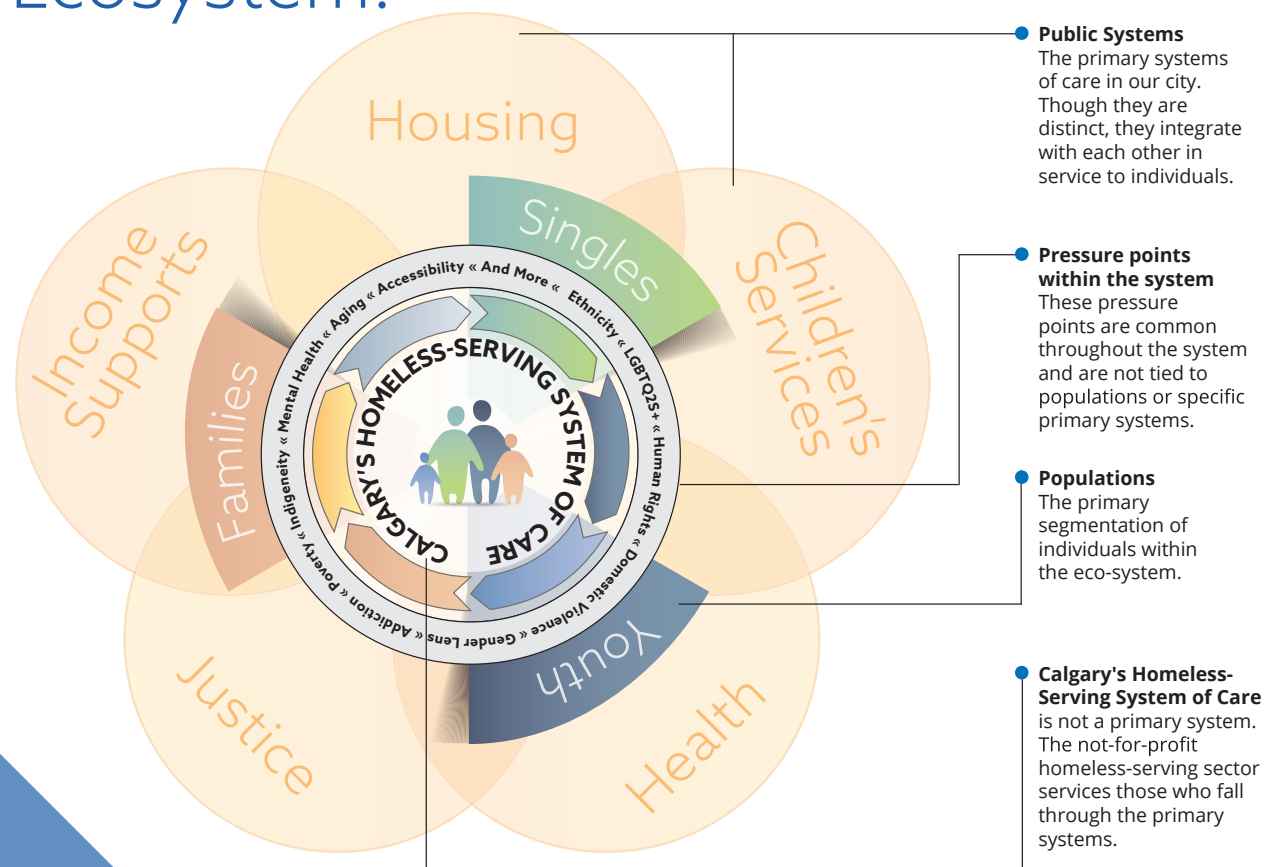 Ecosystem.
Housing
Income
Supports
Children's
Services
Singles
Families
Youth
Justice
Health
Ethnicity « LGBTQ2S+ « Human Rights « Domestic Violence « Gender Lens « Addiction « Poverty « Indigeneity « Mental Health « Aging « Accessibility « And More «
CALGARY'S HOMELESS-SERVING SYSTEM OF CARE
Public Systems
The primary systems
of care in our city.
Though they are
distinct, they integrate
with each other in
service to individuals.
Pressure points
within the system
These pressure
points are common
throughout the system
and are not tied to
populations or specific
primary systems.
Populations
The primary
segmentation of
individuals within
the eco-system.
Calgary's Homeless-
Serving System of Care
is not a primary system.
The not-for-profit
homeless-serving sector
services those who fall
through the primary
systems.